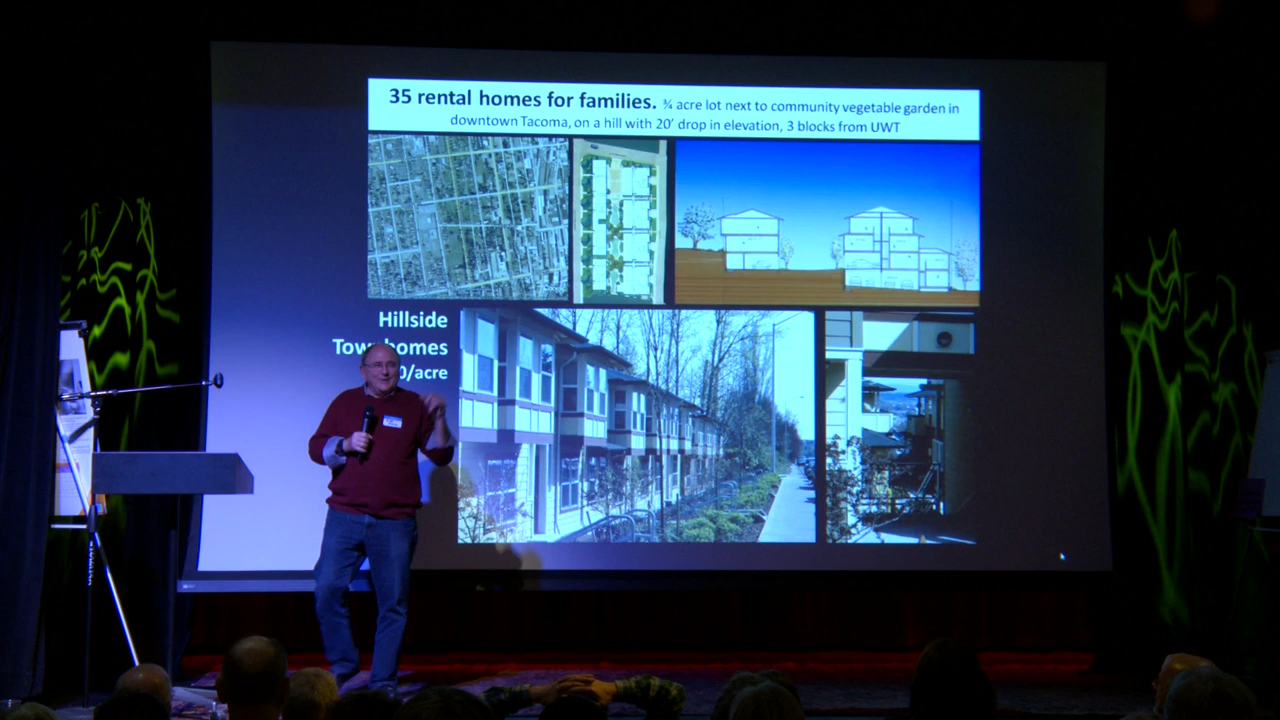 35 rental homes for families. ¾ acre lot next to community vegetable garden in
downtown Tacoma, on a hill with 20' drop in elevation, 3 blocks from UWT
Hillside
0/acre